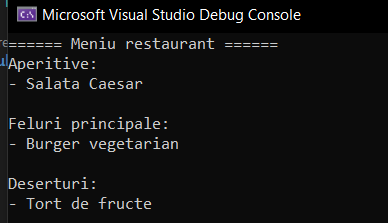 Microsoft Visual Studio Debug Console
====== Meniu restaurant ======
Aperitive:
- Salata Caesar
Feluri principale:
- Burger vegetarian
Deserturi:
- Tort de fructe